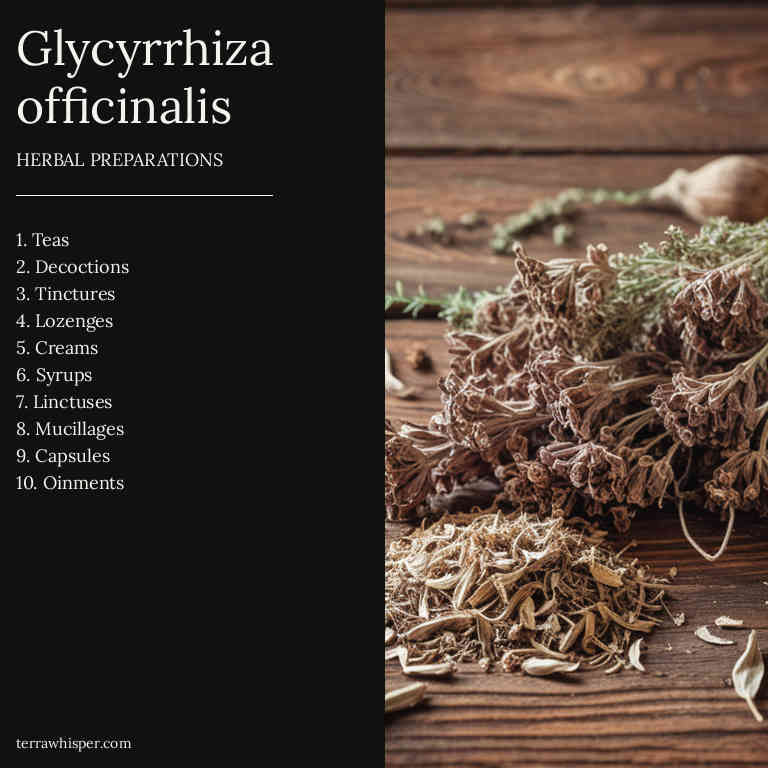 Glycyrrhiza
officinalis
HERBAL PREPARATIONS
1. Teas
2. Decoctions
3. Tinctures
4. Lozenges
5. Creams
6. Syrups
7. Linctuses
8. Mucillages
9. Capsules
10. Oinments
terrawhisper.com